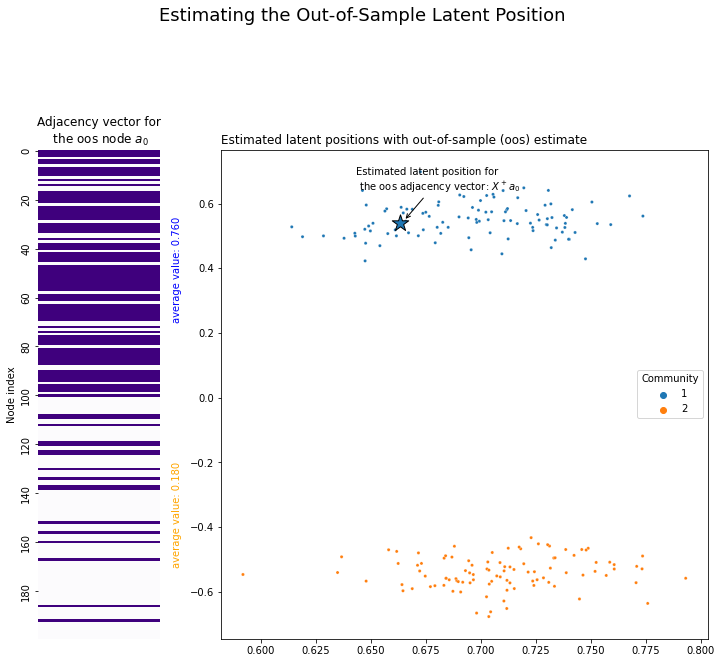 Estimating the Out-of-Sample Latent Position
Adjacency vector for
the oos node a₀
Node index
0
20
40
60
80
100
120
140
160
180
average value: 0.760
average value: 0.180
Estimated latent positions with out-of-sample (oos) estimate
Estimated latent position for
the oos adjacency vector: X⁺a₀
0.6
0.4
0.2
0.0
−0.2
−0.4
−0.6
Community
1
2
0.600 0.625 0.650 0.675 0.700 0.725 0.750 0.775 0.800